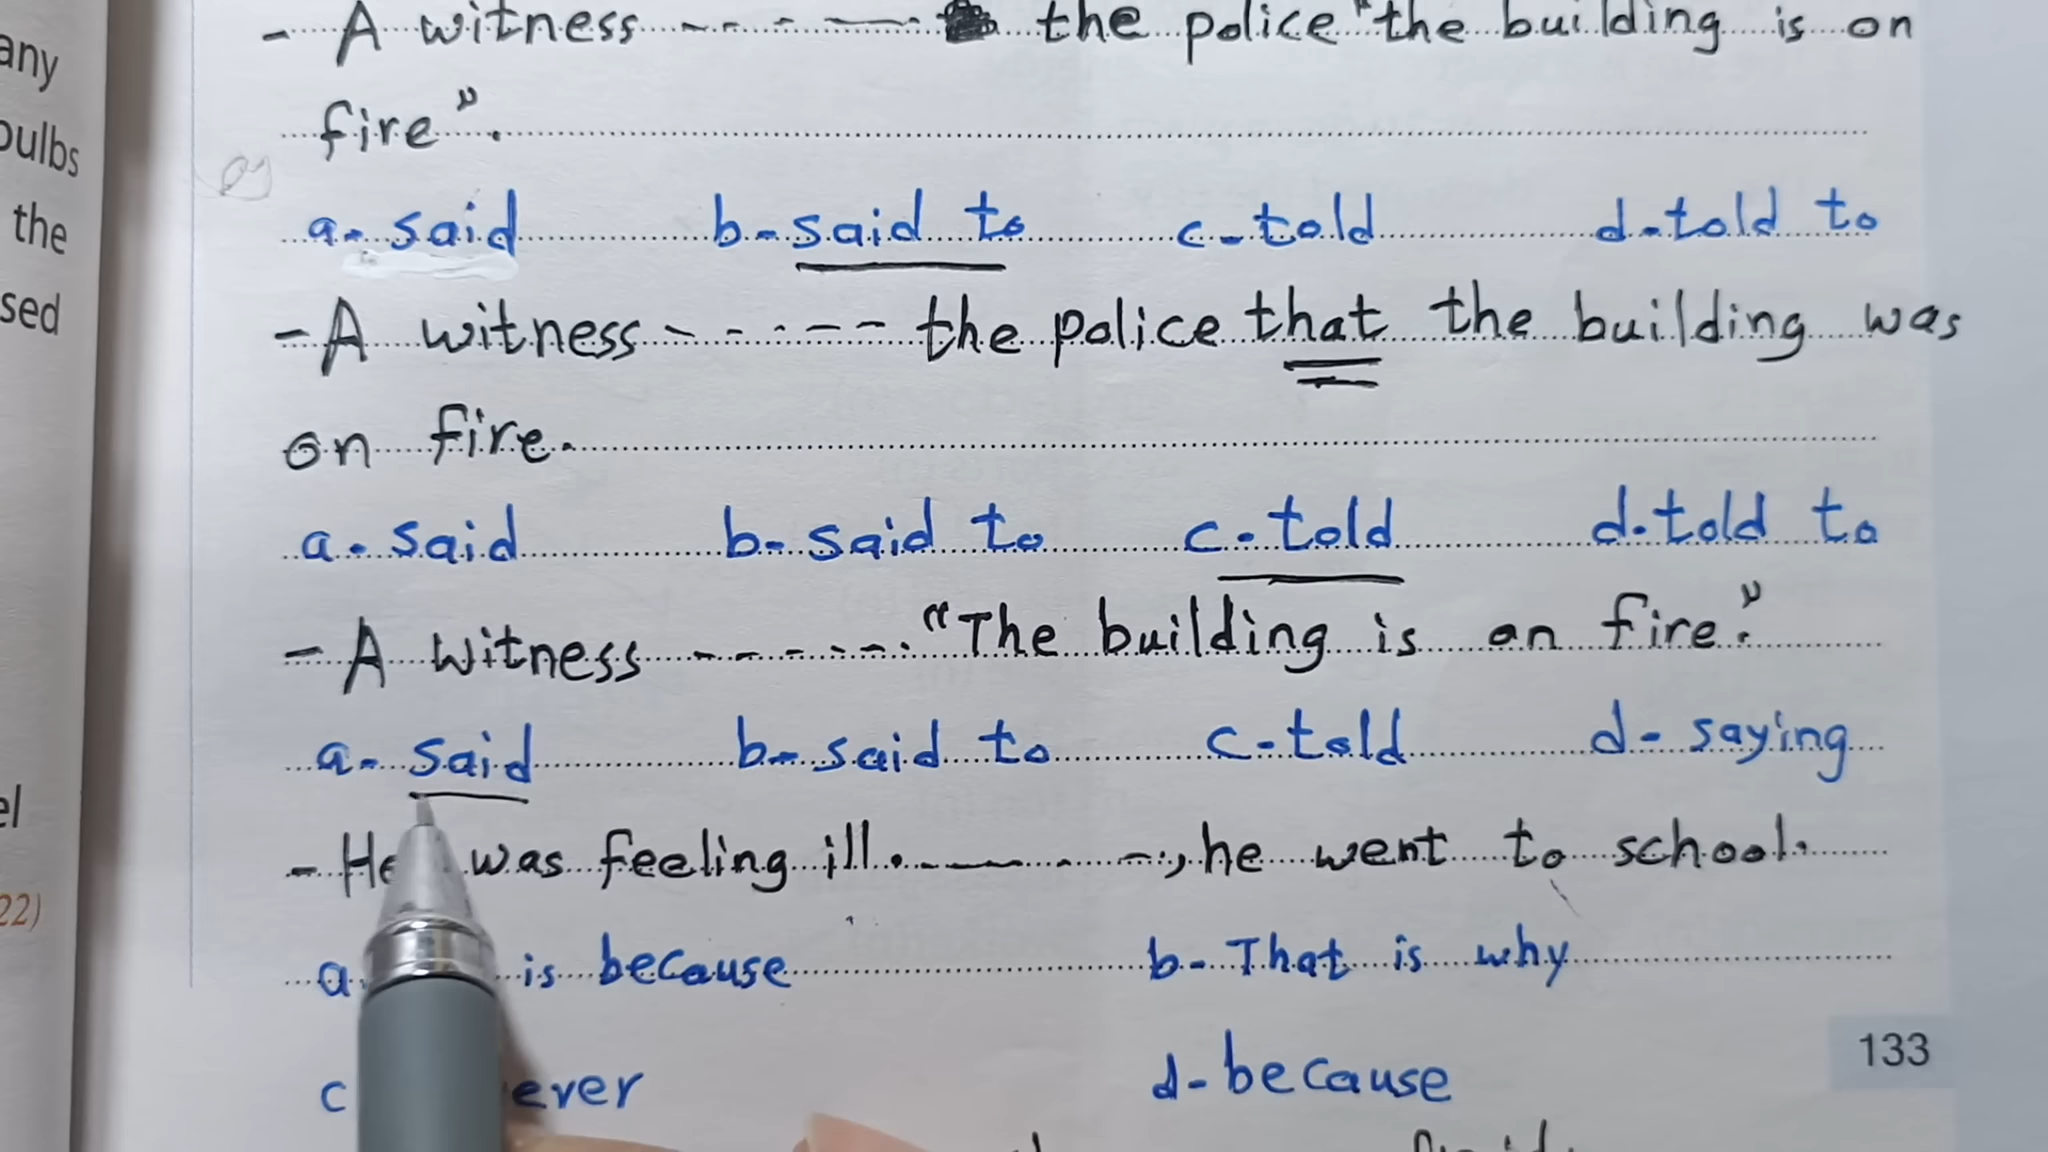 - A witness ------ the police "the building is on
any
fire".
bulbs
a- said b- said to c- told d- told to
the
sed
- A witness ------ the police that the building was
on fire.
a- said b- said to c- told d- told to
- A witness ------ "The building is on fire."
a- said b- said to c- told d- saying
el
- He was feeling ill. ------, he went to school.
22)
a is because b- That is why
133
c ever d- because